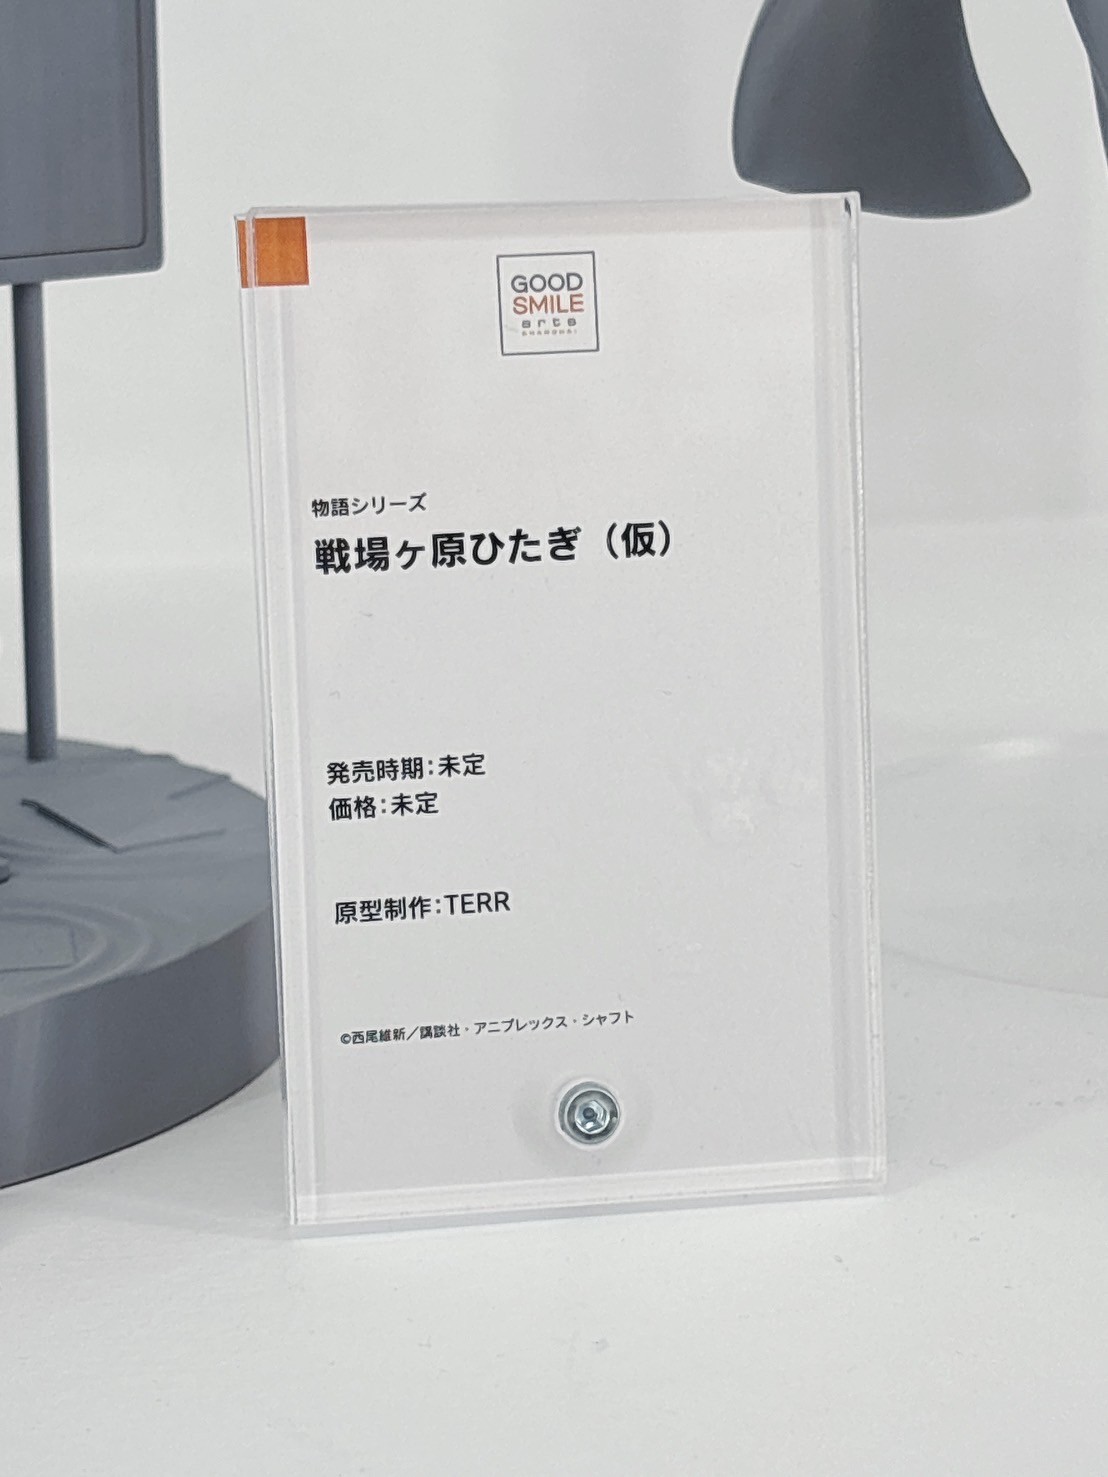 GOOD
SMILE
arts
SHANGHAI
物語シリーズ
戦場ヶ原ひたぎ（仮）
発売時期：未定
価格：未定
原型制作：TERR
©西尾維新／講談社・アニプレックス・シャフト